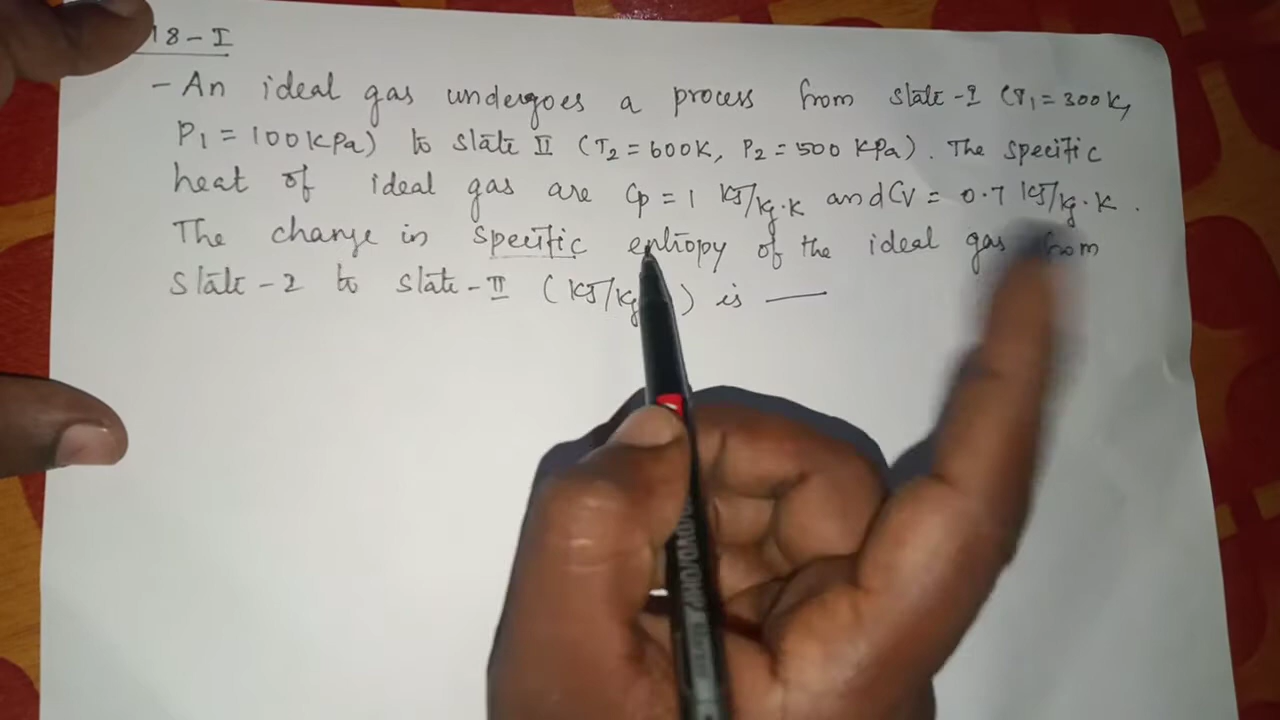 18-I
- An ideal gas undergoes a process from state-I (T1 = 300K,
P1 = 100KPa) to state II (T2 = 600K, P2 = 500 KPa). The specific
heat of ideal gas are Cp = 1 KJ/kg.K and Cv = 0.7 KJ/kg.K.
The change in specific entropy of the ideal gas from
state-2 to state-II (KJ/kg ) is —